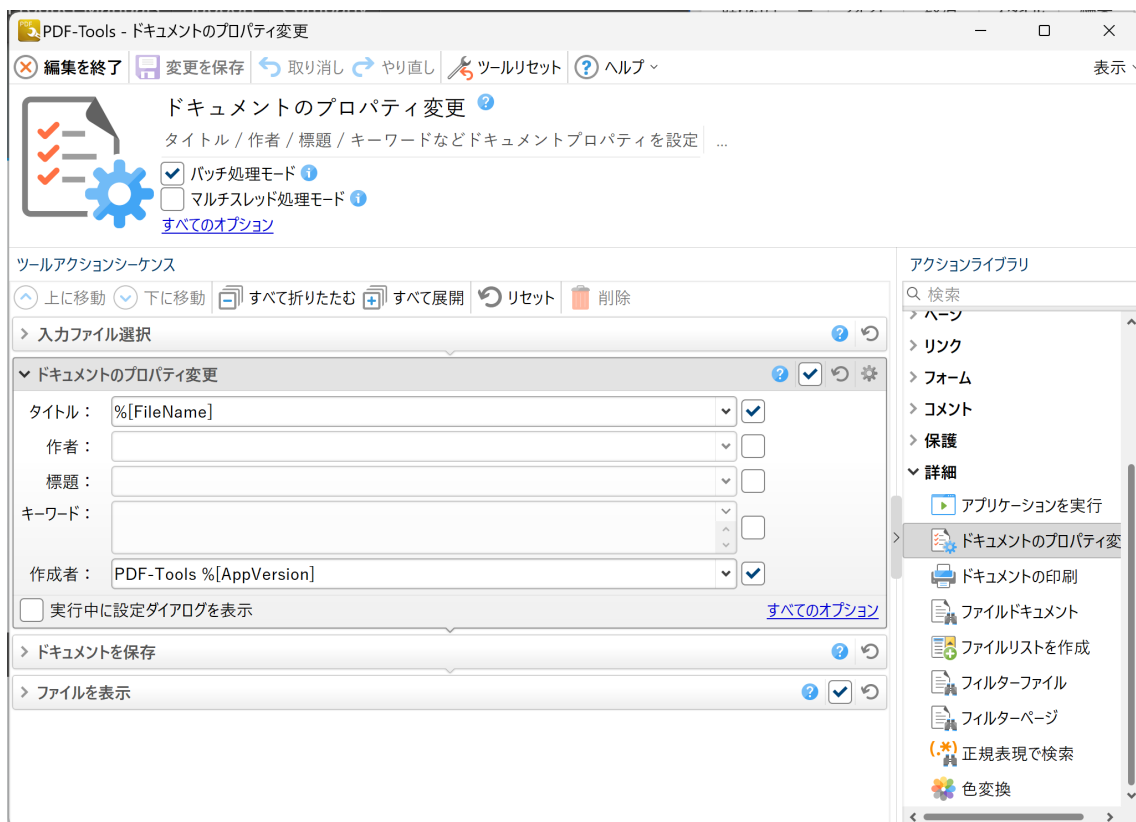 PDF-Tools - ドキュメントのプロパティ変更
編集を終了 変更を保存 取り消し やり直し ツールリセット ヘルプ 表示
ドキュメントのプロパティ変更
タイトル / 作者 / 標題 / キーワードなどドキュメントプロパティを設定 ...
バッチ処理モード
マルチスレッド処理モード
すべてのオプション
ツールアクションシーケンス
上に移動 下に移動 すべて折りたたむ すべて展開 リセット 削除
入力ファイル選択
ドキュメントのプロパティ変更
タイトル： %[FileName]
作者：
標題：
キーワード：
作成者： PDF-Tools %[AppVersion]
実行中に設定ダイアログを表示 すべてのオプション
ドキュメントを保存
ファイルを表示
アクションライブラリ
検索
ページ
リンク
フォーム
コメント
保護
詳細
アプリケーションを実行
ドキュメントのプロパティ変
ドキュメントの印刷
ファイルドキュメント
ファイルリストを作成
フィルターファイル
フィルターページ
正規表現で検索
色変換